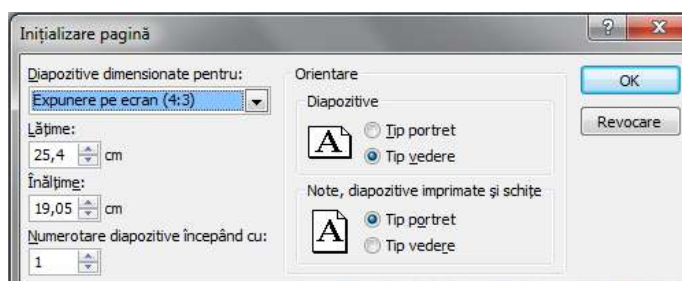 Inițializare pagină
Diapozitive dimensionate pentru:
Expunere pe ecran (4:3)
Lățime:
25,4 cm
Înălțime:
19,05 cm
Numerotare diapozitive începând cu:
1
Orientare
Diapozitive
A
Tip portret
Tip vedere
Note, diapozitive imprimate și schițe
A
Tip portret
Tip vedere
?
OK
Revocare